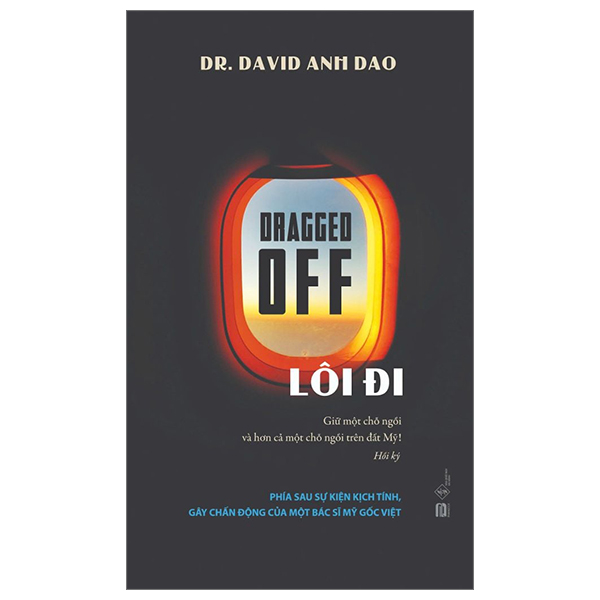 DR. DAVID ANH DAO
DRAGGED
OFF
LÔI ĐI
Giữ một chỗ ngồi
và hơn cả một chỗ ngồi trên đất Mỹ!
Hồi ký
PHÍA SAU SỰ KIỆN KỊCH TÍNH,
GÂY CHẤN ĐỘNG CỦA MỘT BÁC SĨ MỸ GỐC VIỆT